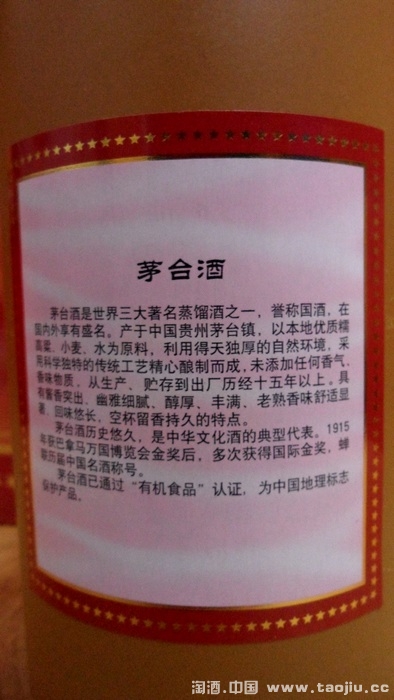 茅台酒
茅台酒是世界三大著名蒸馏酒之一，誉称国酒，在
国内外享有盛名。产于中国贵州茅台镇，以本地优质糯
高粱、小麦、水为原料，利用得天独厚的自然环境，采
用科学独特的传统工艺精心酿制而成，未添加任何香气、
香味物质，从生产、贮存到出厂历经十五年以上。具
有酱香突出、幽雅细腻、醇厚、丰满、老熟香味舒适显
著、回味悠长、空杯留香持久的特点。
茅台酒历史悠久，是中华文化酒的典型代表。1915
年获巴拿马万国博览会金奖后，多次获得国际金奖，蝉
联历届中国名酒称号。
茅台酒已通过“有机食品”认证，为中国地理标志
保护产品。
淘酒.中国 www.taojiu.cc